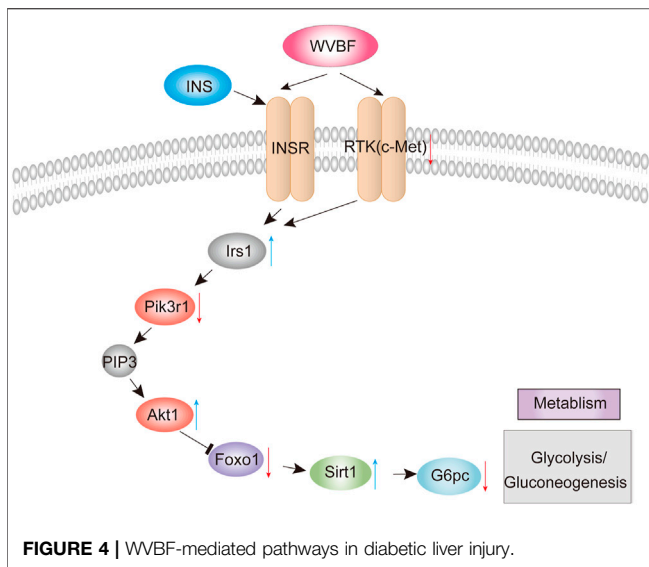 WVBF
INS
INSR
RTK(c-Met)
Irs1
Pik3r1
PIP3
Akt1
Foxo1
Sirt1
G6pc
Metablism
Glycolysis/
Gluconeogenesis
FIGURE 4 | WVBF-mediated pathways in diabetic liver injury.